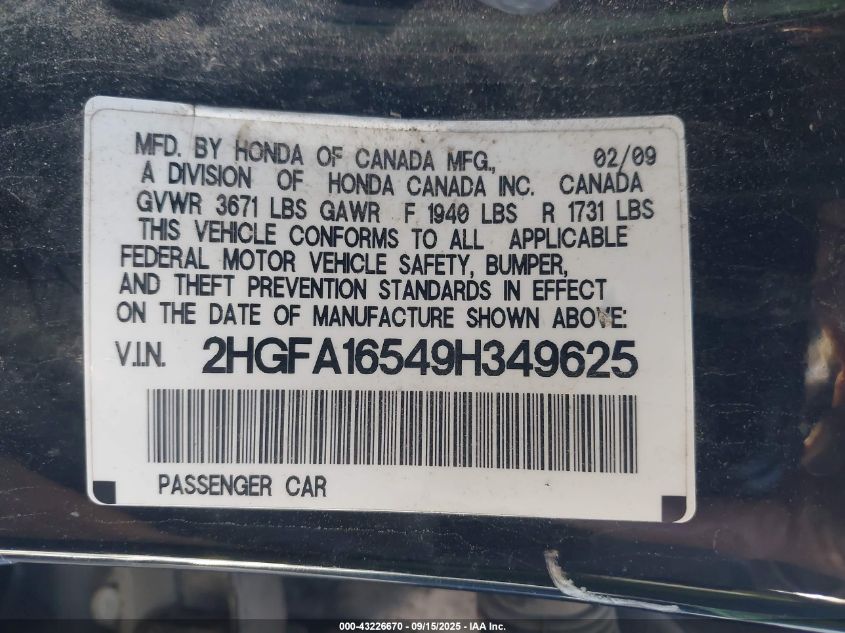 MFD. BY HONDA OF CANADA MFG., 02/09
A DIVISION OF HONDA CANADA INC. CANADA
GVWR 3671 LBS GAWR F 1940 LBS R 1731 LBS
THIS VEHICLE CONFORMS TO ALL APPLICABLE
FEDERAL MOTOR VEHICLE SAFETY, BUMPER,
AND THEFT PREVENTION STANDARDS IN EFFECT
ON THE DATE OF MANUFACTURE SHOWN ABOVE:
V.I.N. 2HGFA16549H349625
PASSENGER CAR
000-43226670 - 09/15/2025 - IAA Inc.